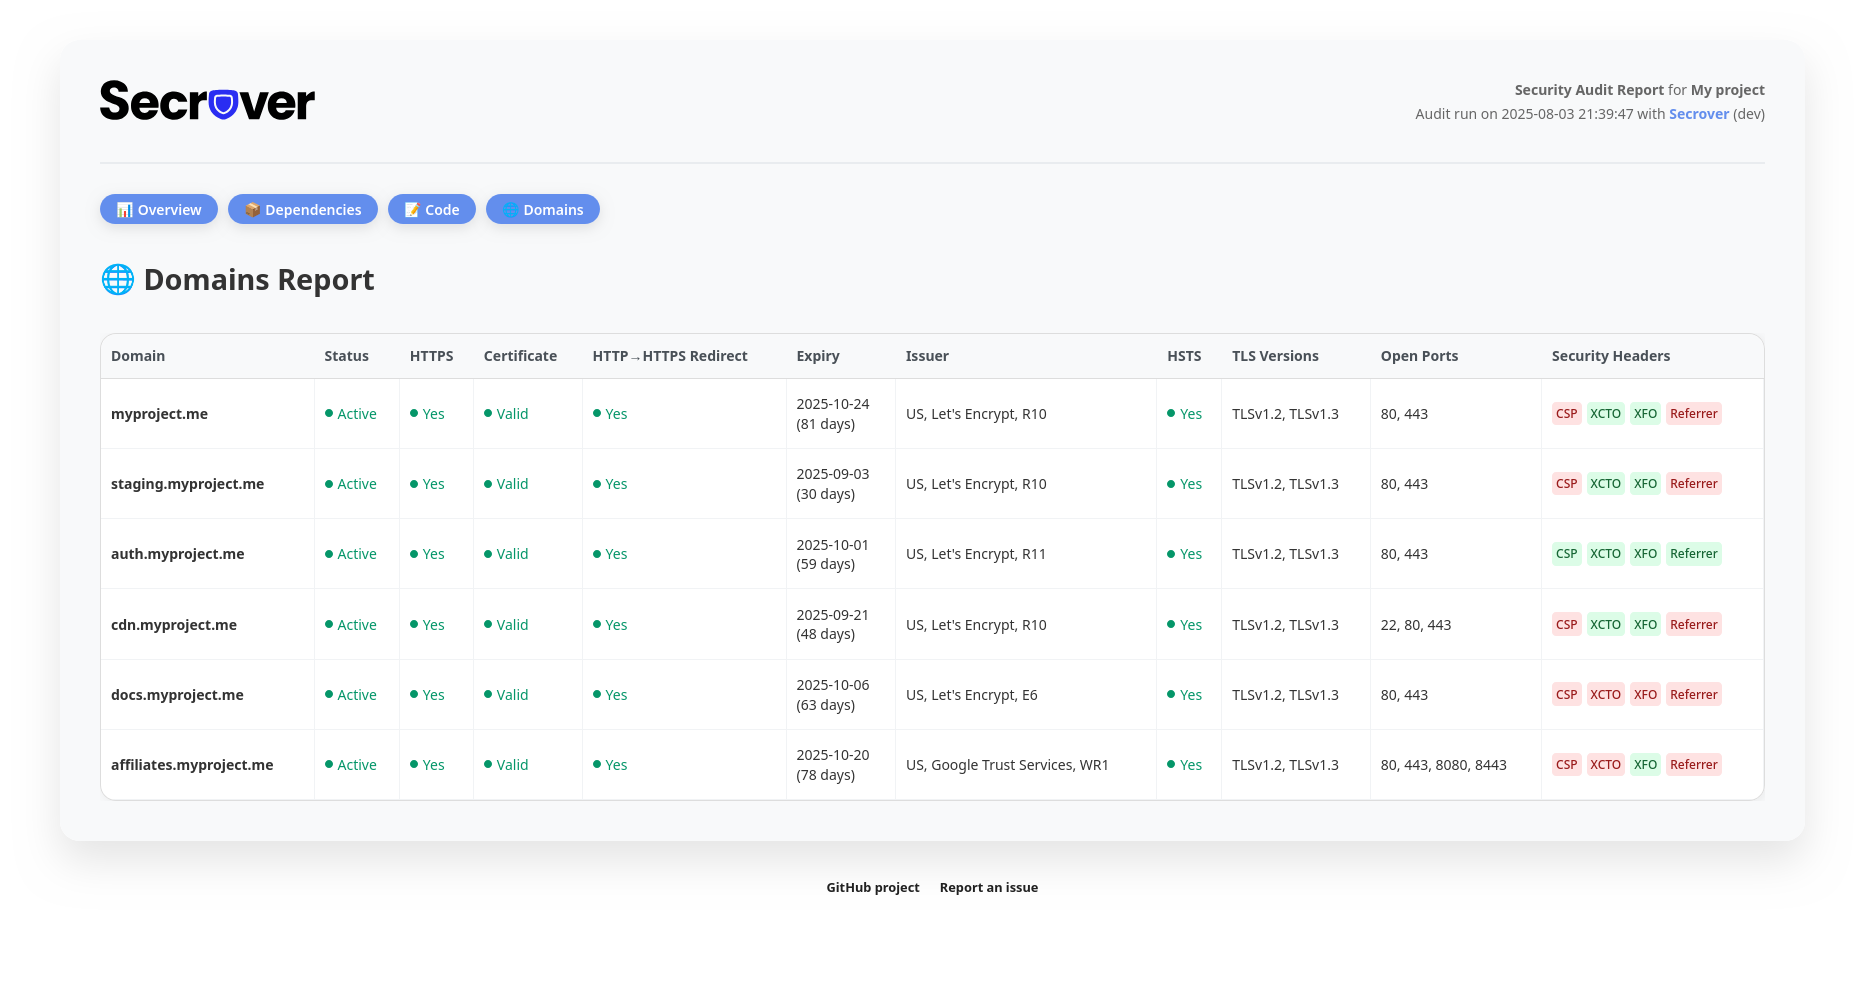 Secrover
Security Audit Report for My project
Audit run on 2025-08-03 21:39:47 with Secrover (dev)
📊 Overview 📦 Dependencies 📝 Code 🌐 Domains
🌐 Domains Report
Domain Status HTTPS Certificate HTTP→HTTPS Redirect Expiry Issuer HSTS TLS Versions Open Ports Security Headers
myproject.me Active Yes Valid Yes 2025-10-24 (81 days) US, Let's Encrypt, R10 Yes TLSv1.2, TLSv1.3 80, 443 CSP XCTO XFO Referrer
staging.myproject.me Active Yes Valid Yes 2025-09-03 (30 days) US, Let's Encrypt, R10 Yes TLSv1.2, TLSv1.3 80, 443 CSP XCTO XFO Referrer
auth.myproject.me Active Yes Valid Yes 2025-10-01 (59 days) US, Let's Encrypt, R11 Yes TLSv1.2, TLSv1.3 80, 443 CSP XCTO XFO Referrer
cdn.myproject.me Active Yes Valid Yes 2025-09-21 (48 days) US, Let's Encrypt, R10 Yes TLSv1.2, TLSv1.3 22, 80, 443 CSP XCTO XFO Referrer
docs.myproject.me Active Yes Valid Yes 2025-10-06 (63 days) US, Let's Encrypt, E6 Yes TLSv1.2, TLSv1.3 80, 443 CSP XCTO XFO Referrer
affiliates.myproject.me Active Yes Valid Yes 2025-10-20 (78 days) US, Google Trust Services, WR1 Yes TLSv1.2, TLSv1.3 80, 443, 8080, 8443 CSP XCTO XFO Referrer
GitHub project Report an issue